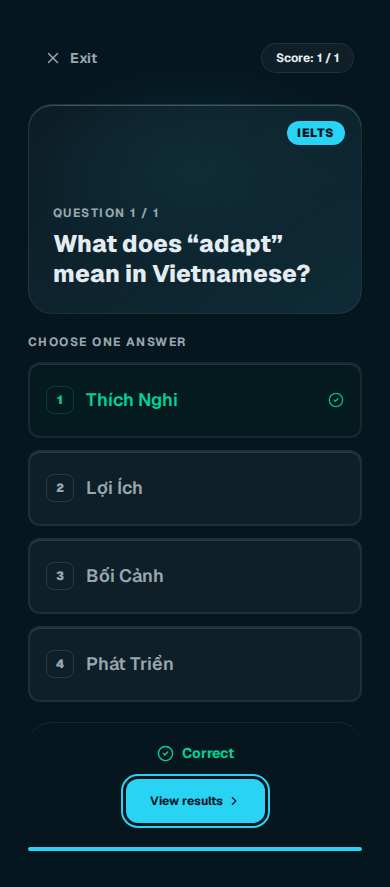 Exit
Score: 1 / 1
IELTS
QUESTION 1 / 1
What does “adapt”
mean in Vietnamese?
CHOOSE ONE ANSWER
1 Thích Nghi
2 Lợi Ích
3 Bối Cảnh
4 Phát Triển
Correct
View results